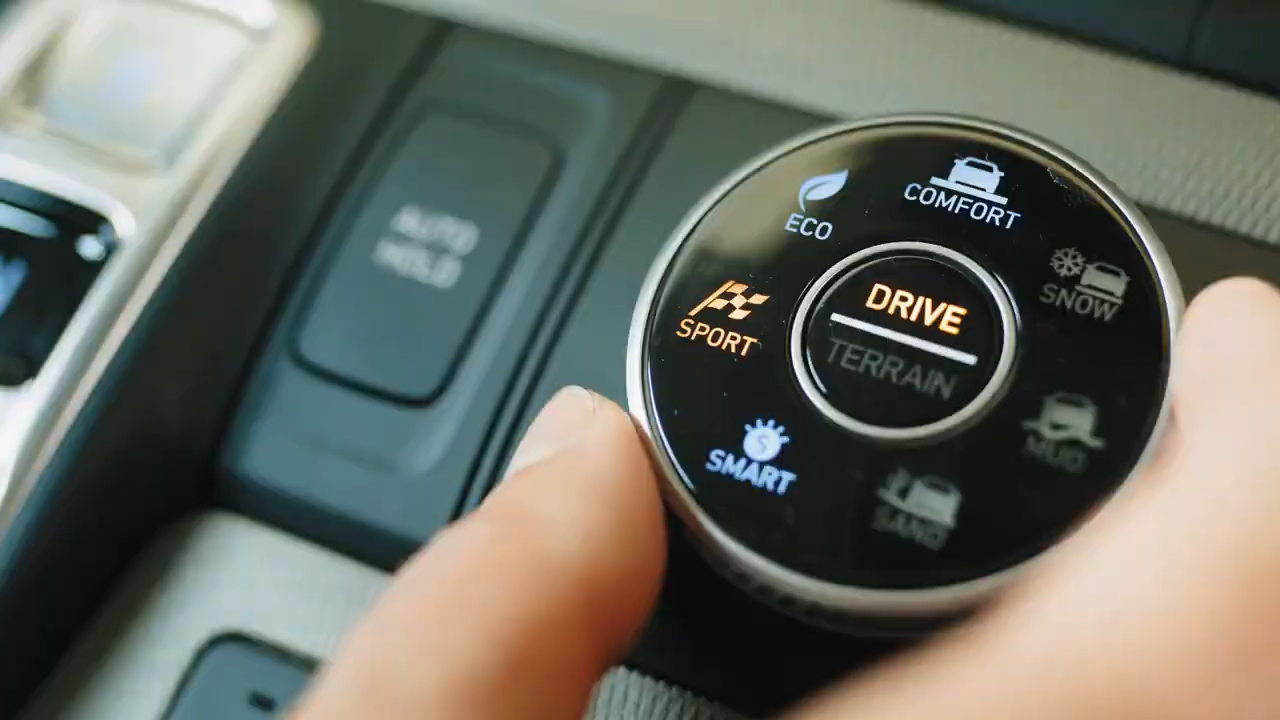 AUTO
HOLD
COMFORT
ECO
SNOW
DRIVE
TERRAIN
SPORT
MUD
SMART
SAND